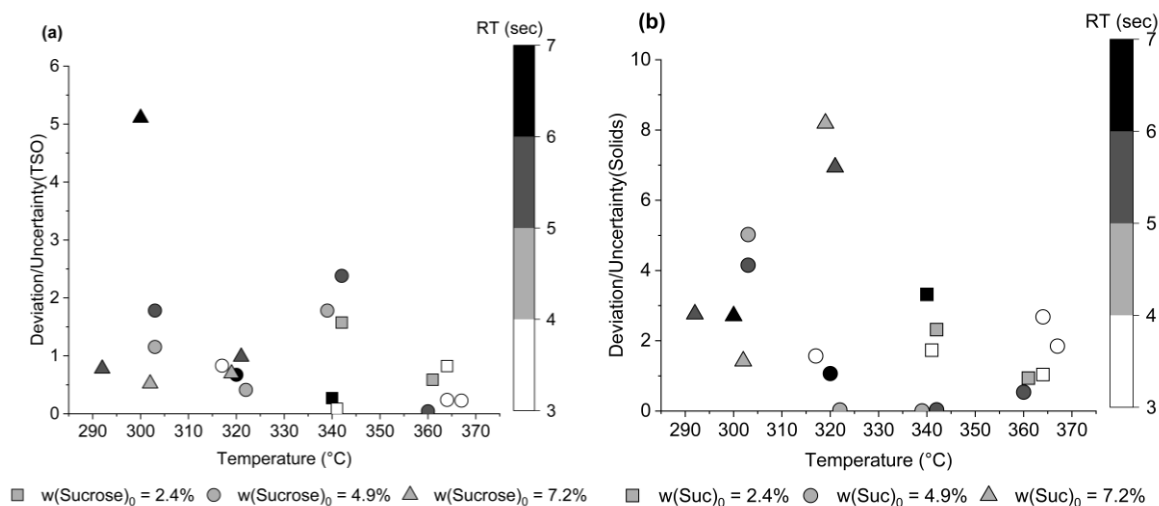 (a)
RT (sec)
7
6
5
4
3
Deviation/Uncertainty(TSO)
6
5
4
3
2
1
0
290 300 310 320 330 340 350 360 370
Temperature (°C)
w(Sucrose)₀ = 2.4% w(Sucrose)₀ = 4.9% w(Sucrose)₀ = 7.2%
(b)
RT (sec)
7
6
5
4
3
Deviation/Uncertainty(Solids)
10
8
6
4
2
0
290 300 310 320 330 340 350 360 370
Temperature (°C)
w(Suc)₀ = 2.4% w(Suc)₀ = 4.9% w(Suc)₀ = 7.2%